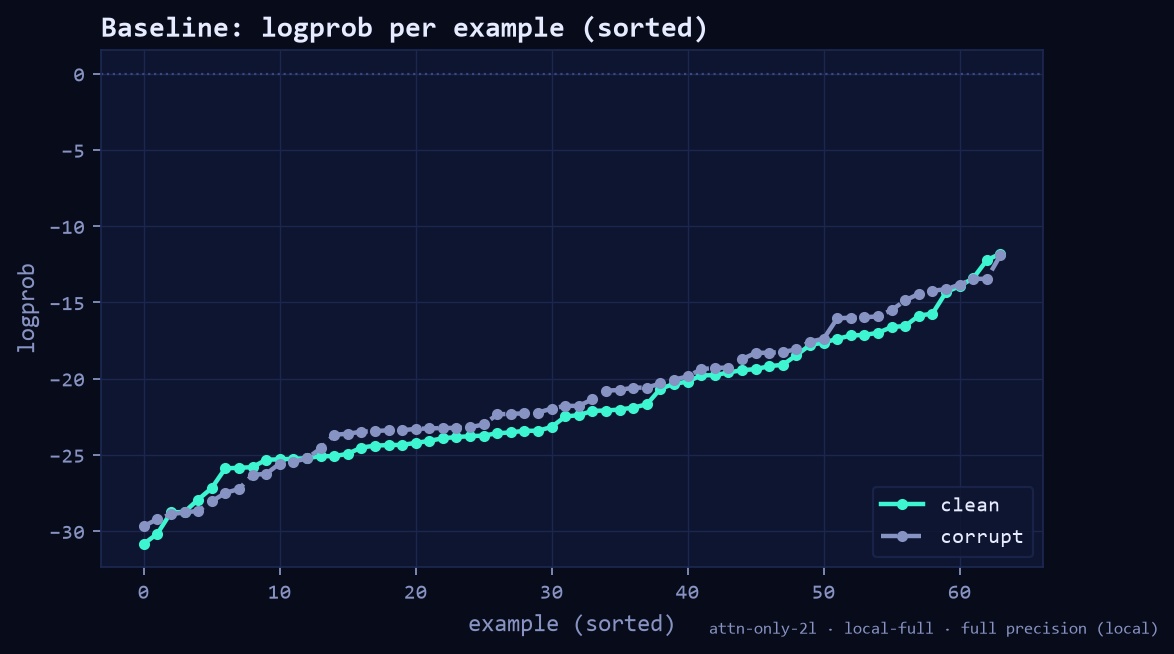 Baseline: logprob per example (sorted)
0
−5
−10
−15
−20
−25
−30
logprob
clean
corrupt
0 10 20 30 40 50 60
example (sorted)
attn-only-2l · local-full · full precision (local)